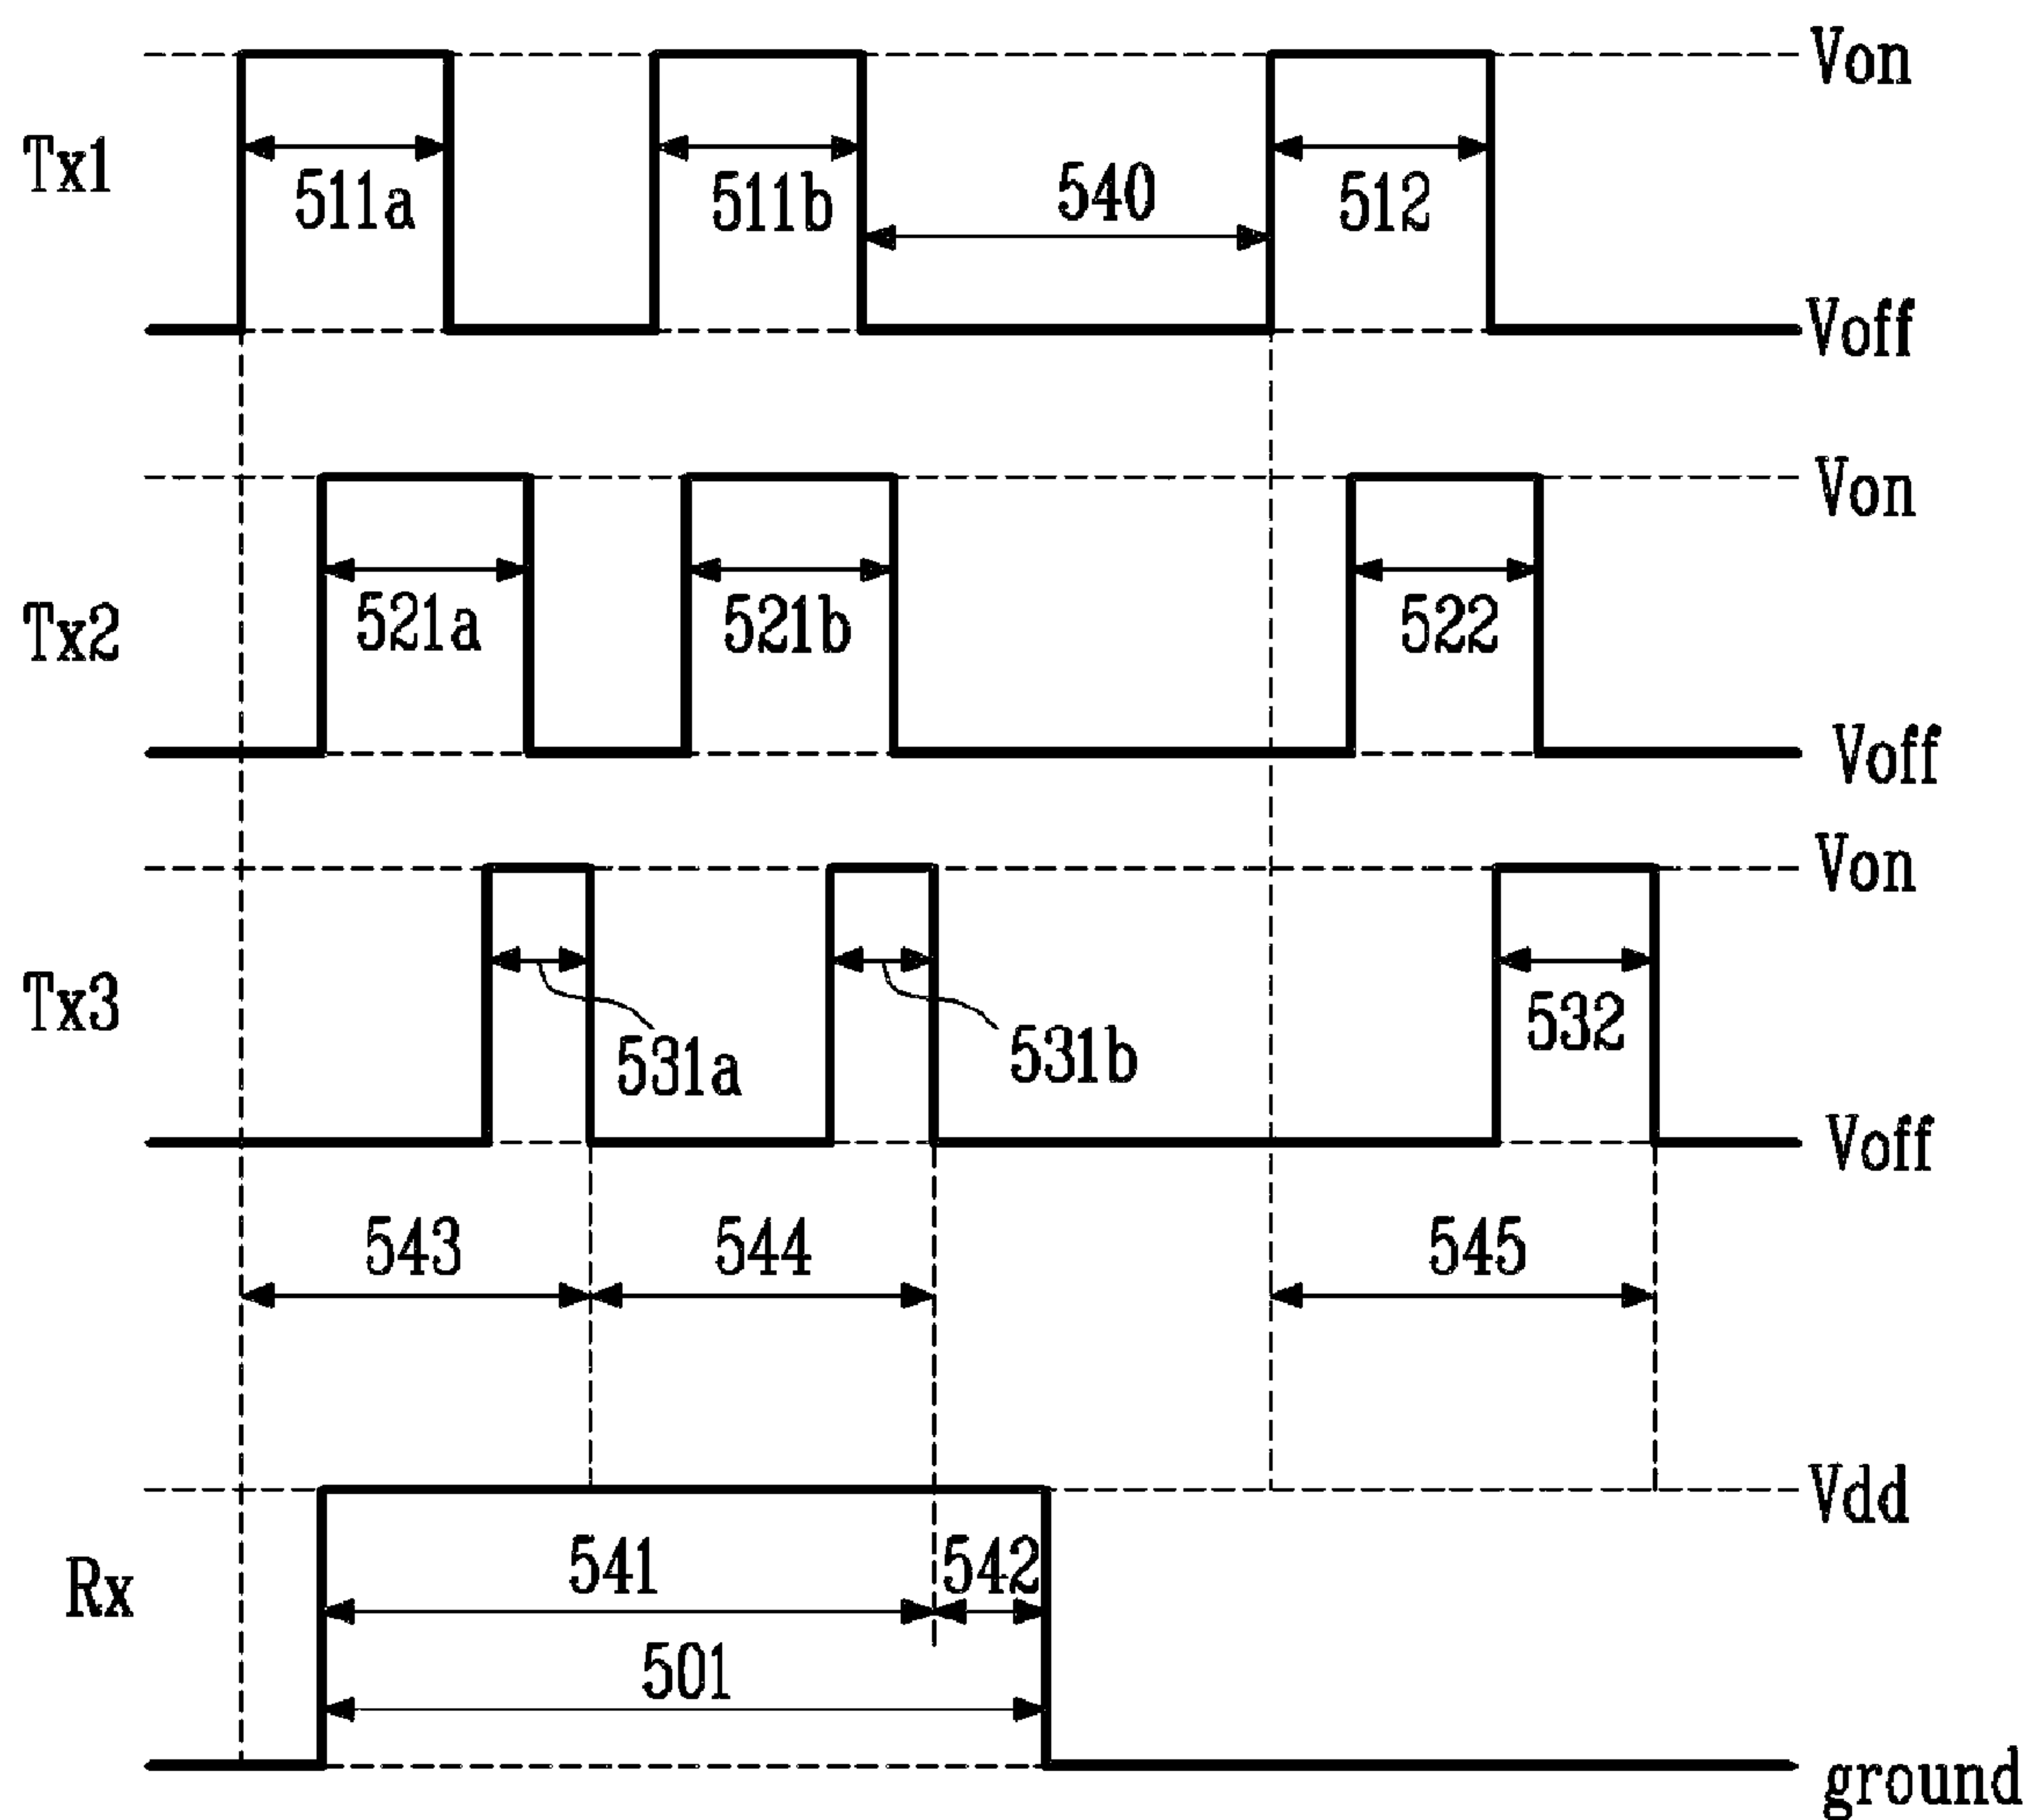 Von
Tx1
511a
511b
540
512
Voff
Von
Tx2
521a
521b
522
Voff
Von
Tx3
531a
531b
532
Voff
543
544
545
Vdd
Rx
541
542
501
ground